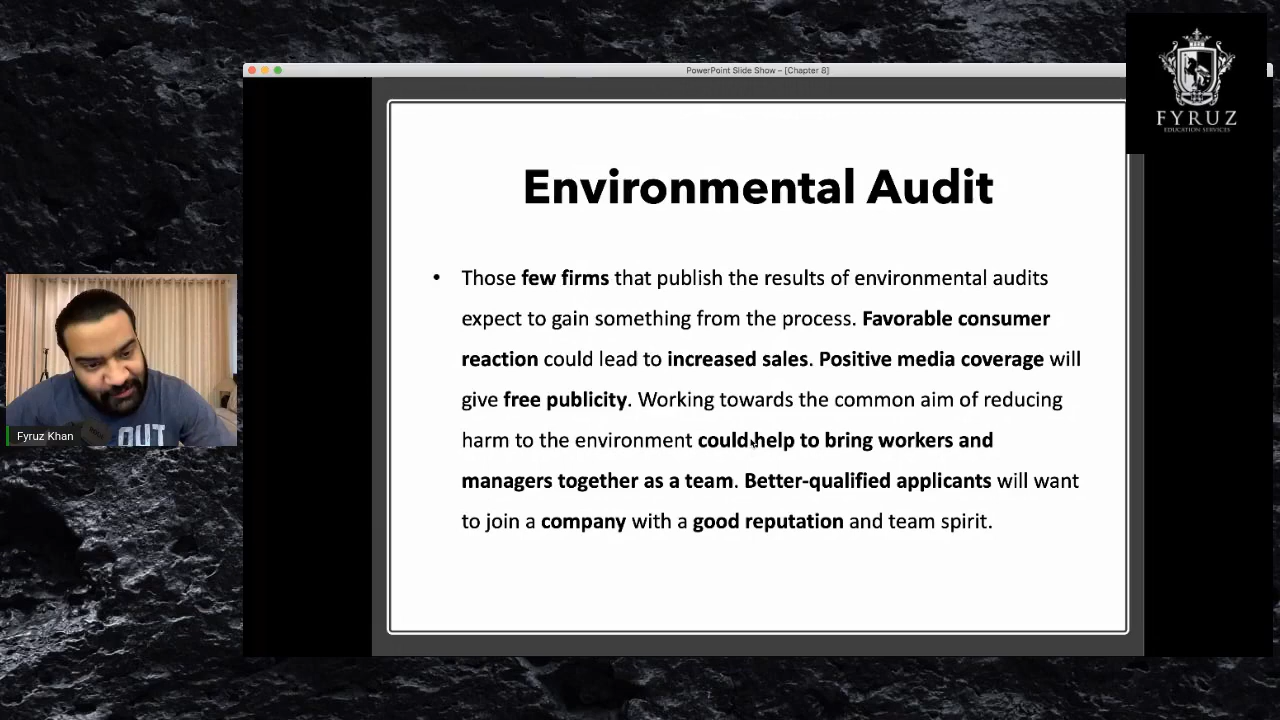 PowerPoint Slide Show – [Chapter 8]
FYRUZ
EDUCATION SERVICES
Environmental Audit
• Those few firms that publish the results of environmental audits
expect to gain something from the process. Favorable consumer
reaction could lead to increased sales. Positive media coverage will
give free publicity. Working towards the common aim of reducing
harm to the environment could help to bring workers and
managers together as a team. Better-qualified applicants will want
to join a company with a good reputation and team spirit.
OUT
Fyruz Khan